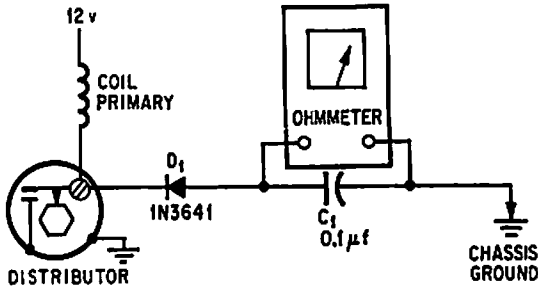 12 v
COIL
PRIMARY
OHMMETER
D1
1N3641
C1
0.1 µf
DISTRIBUTOR
CHASSIS
GROUND